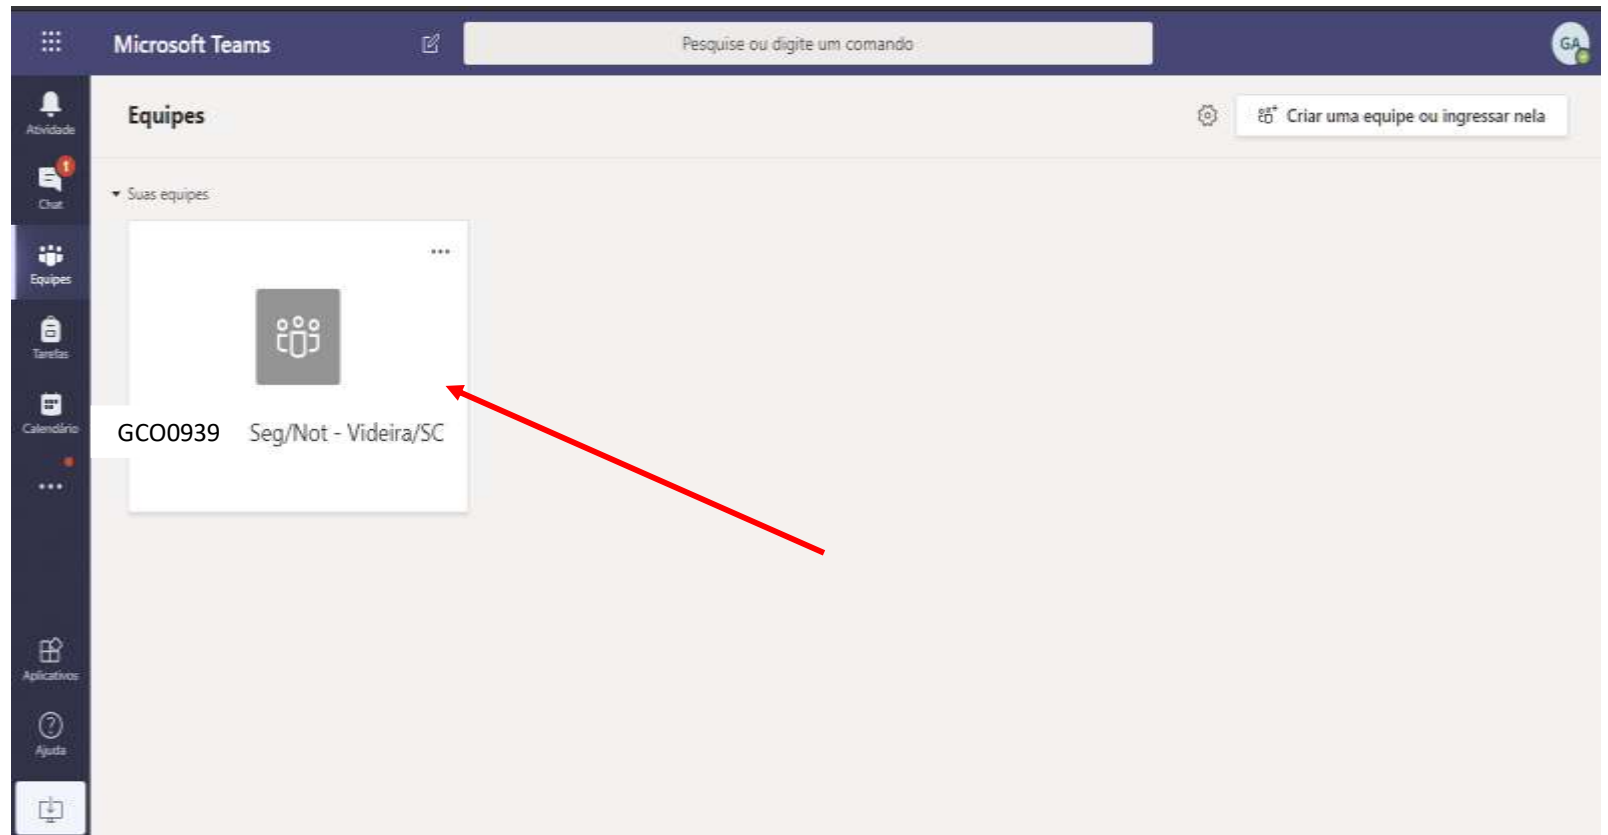 Microsoft Teams
Pesquise ou digite um comando
GA
Atividade
Equipes
Criar uma equipe ou ingressar nela
1
Chat
Suas equipes
Equipes
Tarefas
Calendário
GCO0939 Seg/Not - Videira/SC
Aplicativos
Ajuda